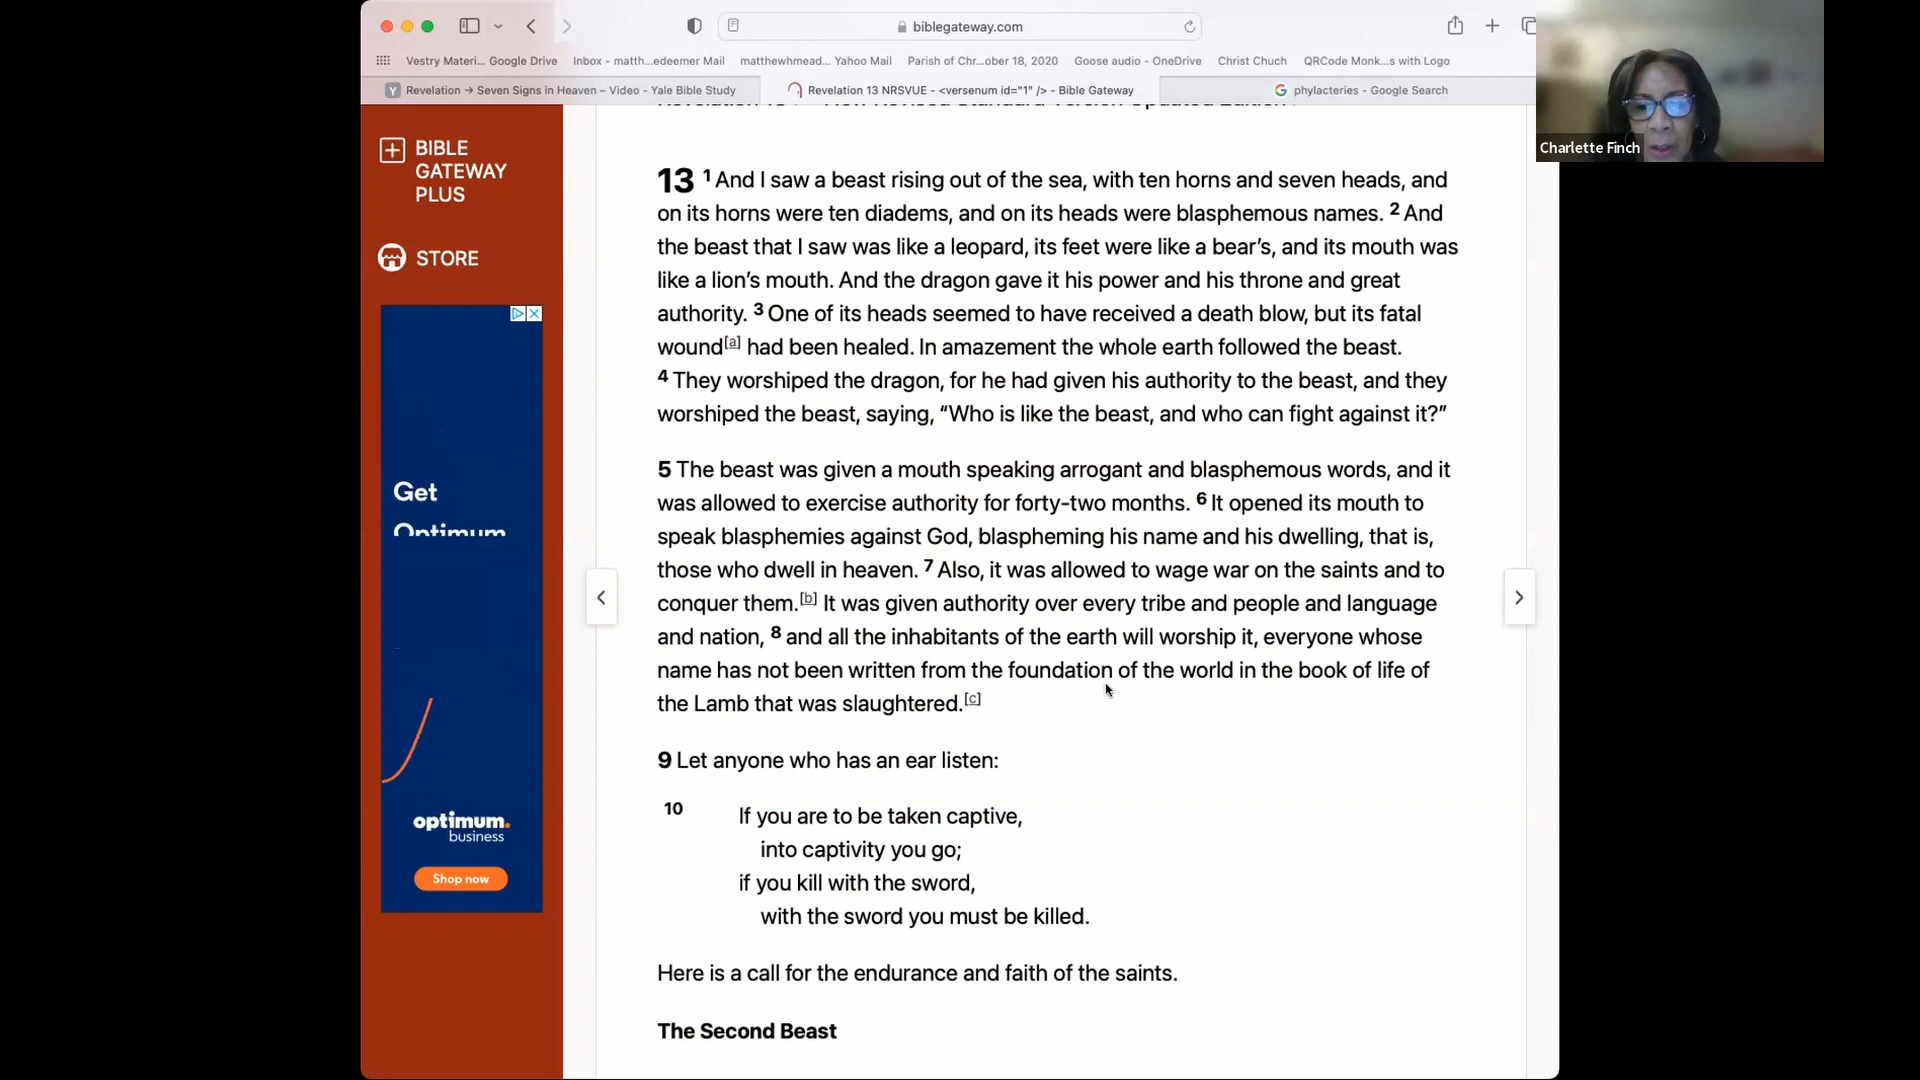 biblegateway.com
Vestry Materi... Google Drive
Inbox - matth...edeemer Mail
matthewhmead... Yahoo Mail
Parish of Chr...ober 18, 2020
Goose audio - OneDrive
Christ Chuch
QRCode Monk...s with Logo
Revelation → Seven Signs in Heaven – Video - Yale Bible Study
Revelation 13 NRSVUE - <versenum id="1" /> - Bible Gateway
phylacteries - Google Search
Charlette Finch
BIBLE
GATEWAY
PLUS
STORE
Get
Optimum
optimum.
business
Shop now
13 1 And I saw a beast rising out of the sea, with ten horns and seven heads, and
on its horns were ten diadems, and on its heads were blasphemous names. 2 And
the beast that I saw was like a leopard, its feet were like a bear’s, and its mouth was
like a lion’s mouth. And the dragon gave it his power and his throne and great
authority. 3 One of its heads seemed to have received a death blow, but its fatal
wound[a] had been healed. In amazement the whole earth followed the beast.
4 They worshiped the dragon, for he had given his authority to the beast, and they
worshiped the beast, saying, “Who is like the beast, and who can fight against it?”
5 The beast was given a mouth speaking arrogant and blasphemous words, and it
was allowed to exercise authority for forty-two months. 6 It opened its mouth to
speak blasphemies against God, blaspheming his name and his dwelling, that is,
those who dwell in heaven. 7 Also, it was allowed to wage war on the saints and to
conquer them.[b] It was given authority over every tribe and people and language
and nation, 8 and all the inhabitants of the earth will worship it, everyone whose
name has not been written from the foundation of the world in the book of life of
the Lamb that was slaughtered.[c]
9 Let anyone who has an ear listen:
10 If you are to be taken captive,
into captivity you go;
if you kill with the sword,
with the sword you must be killed.
Here is a call for the endurance and faith of the saints.
The Second Beast